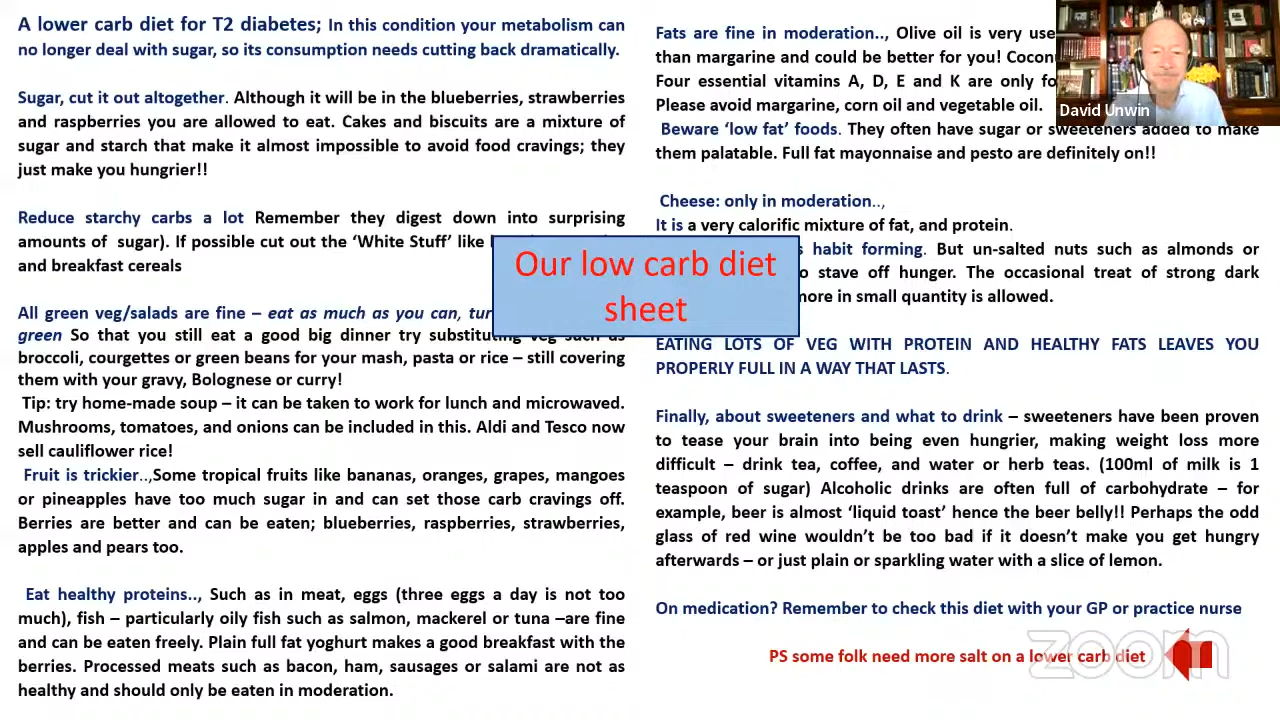 A lower carb diet for T2 diabetes; In this condition your metabolism can
no longer deal with sugar, so its consumption needs cutting back dramatically.
Sugar, cut it out altogether. Although it will be in the blueberries, strawberries
and raspberries you are allowed to eat. Cakes and biscuits are a mixture of
sugar and starch that make it almost impossible to avoid food cravings; they
just make you hungrier!!
Reduce starchy carbs a lot Remember they digest down into surprising
amounts of sugar). If possible cut out the ‘White Stuff’ like
and breakfast cereals
All green veg/salads are fine – eat as much as you can,
green So that you still eat a good big dinner try substituting veg such as
broccoli, courgettes or green beans for your mash, pasta or rice – still covering
them with your gravy, Bolognese or curry!
Tip: try home-made soup – it can be taken to work for lunch and microwaved.
Mushrooms, tomatoes, and onions can be included in this. Aldi and Tesco now
sell cauliflower rice!
Fruit is trickier..,Some tropical fruits like bananas, oranges, grapes, mangoes
or pineapples have too much sugar in and can set those carb cravings off.
Berries are better and can be eaten; blueberries, raspberries, strawberries,
apples and pears too.
Eat healthy proteins.., Such as in meat, eggs (three eggs a day is not too
much), fish – particularly oily fish such as salmon, mackerel or tuna –are fine
and can be eaten freely. Plain full fat yoghurt makes a good breakfast with the
berries. Processed meats such as bacon, ham, sausages or salami are not as
healthy and should only be eaten in moderation.
Our low carb diet
sheet
Fats are fine in moderation.., Olive oil is very
than margarine and could be better for you!
Four essential vitamins A, D, E and K are only
Please avoid margarine, corn oil and vegetable oil.
Beware ‘low fat’ foods. They often have sugar or sweeteners added to make
them palatable. Full fat mayonnaise and pesto are definitely on!!
Cheese: only in moderation..,
It is a very calorific mixture of fat, and protein.
habit forming. But un-salted nuts such as almonds or
stave off hunger. The occasional treat of strong dark
more in small quantity is allowed.
EATING LOTS OF VEG WITH PROTEIN AND HEALTHY FATS LEAVES YOU
PROPERLY FULL IN A WAY THAT LASTS.
Finally, about sweeteners and what to drink – sweeteners have been proven
to tease your brain into being even hungrier, making weight loss more
difficult – drink tea, coffee, and water or herb teas. (100ml of milk is 1
teaspoon of sugar) Alcoholic drinks are often full of carbohydrate – for
example, beer is almost ‘liquid toast’ hence the beer belly!! Perhaps the odd
glass of red wine wouldn’t be too bad if it doesn’t make you get hungry
afterwards – or just plain or sparkling water with a slice of lemon.
On medication? Remember to check this diet with your GP or practice nurse
PS some folk need more salt on a lower carb diet
David Unwin
zoom